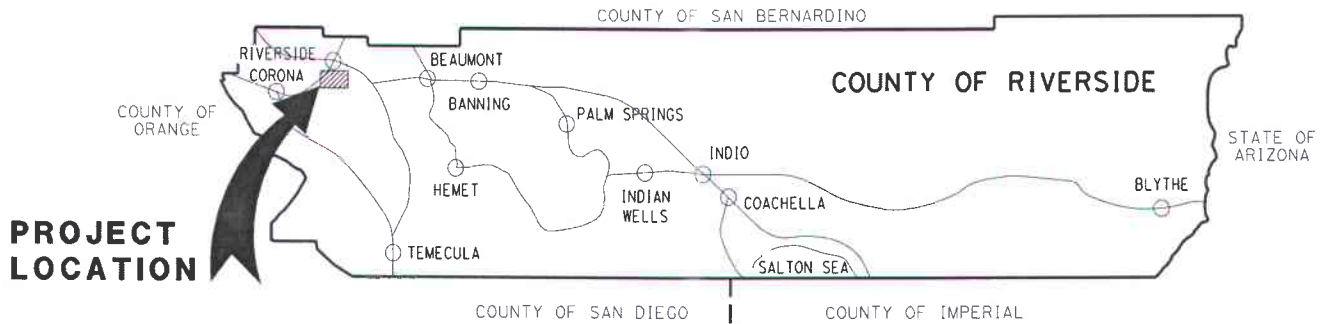 COUNTY OF SAN BERNARDINO
RIVERSIDE
BEAUMONT
CORONA
COUNTY OF RIVERSIDE
BANNING
COUNTY OF
ORANGE
PALM SPRINGS
STATE OF
ARIZONA
INDIO
HEMET
INDIAN
WELLS
BLYTHE
COACHELLA
PROJECT
LOCATION
TEMECULA
SALTON SEA
COUNTY OF SAN DIEGO
COUNTY OF IMPERIAL